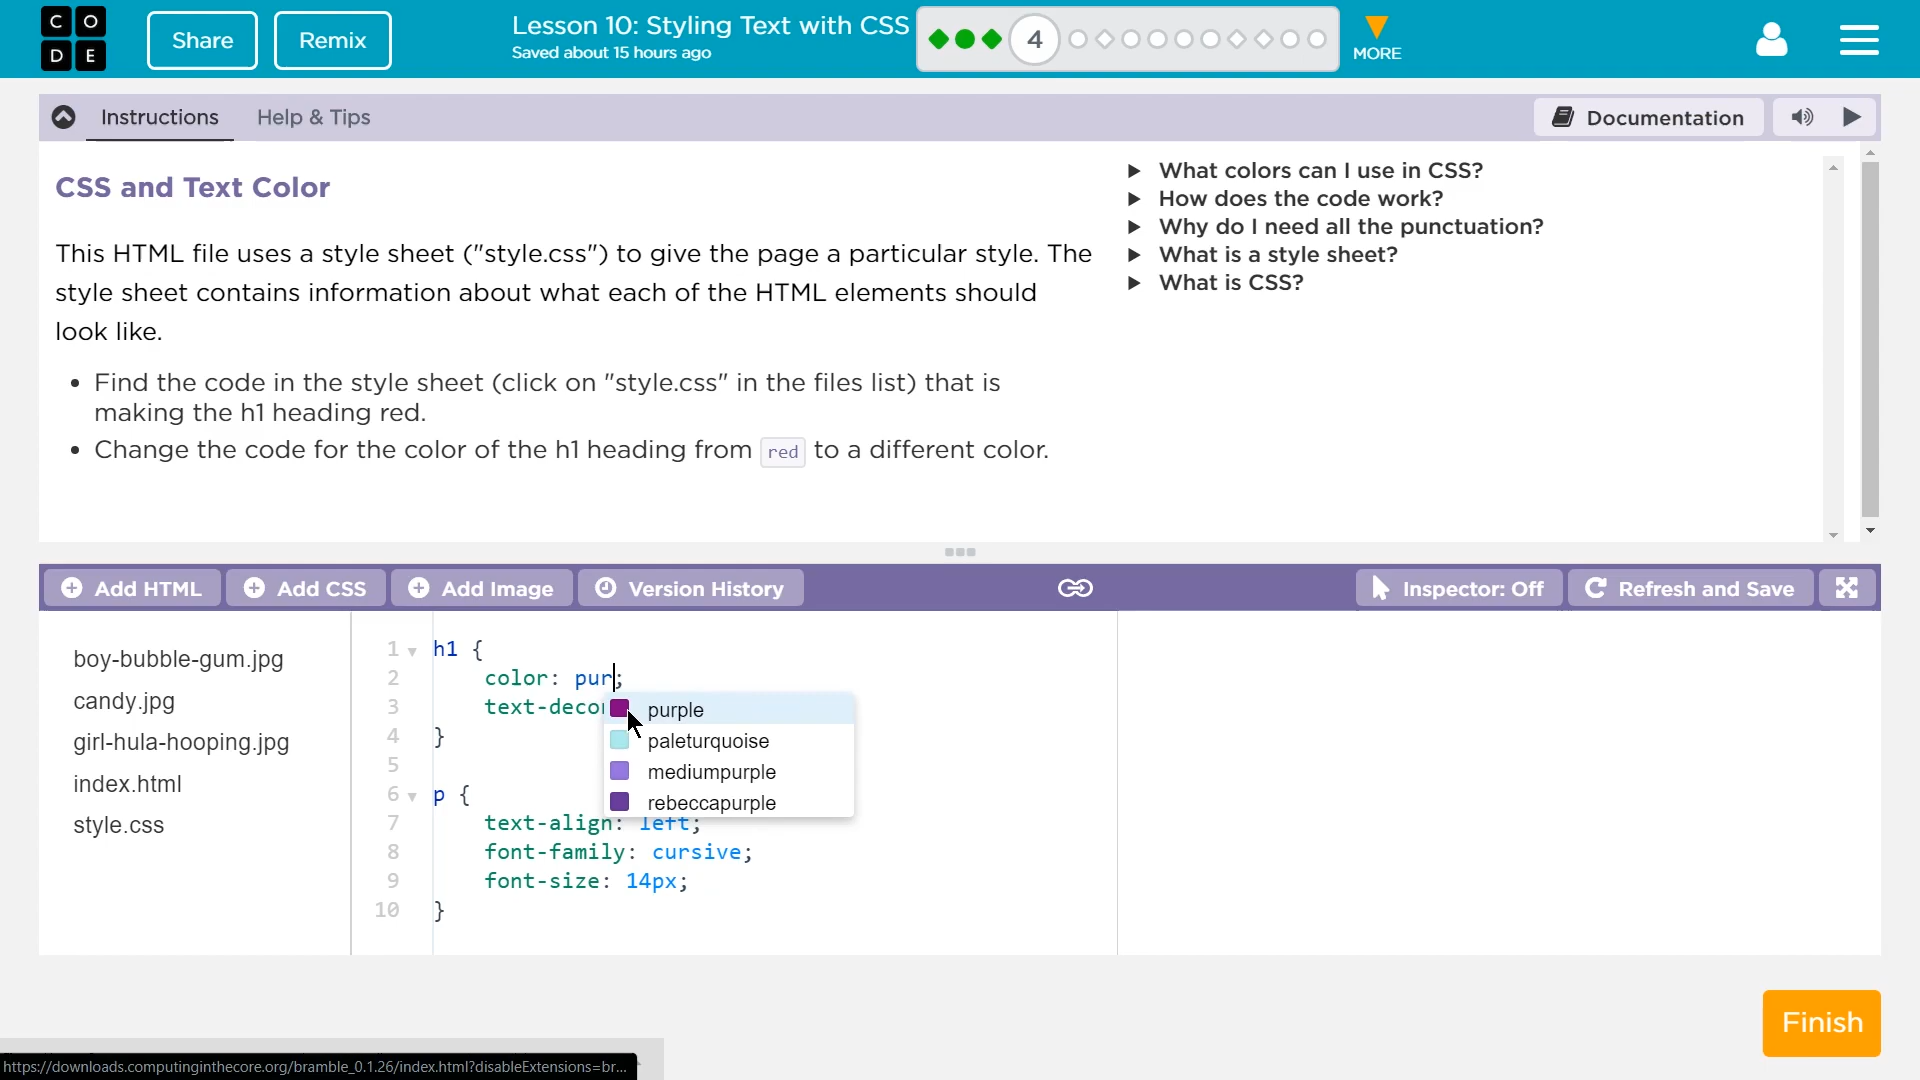 CODE
Share
Remix
Lesson 10: Styling Text with CSS
Saved about 15 hours ago
4
MORE
Instructions
Help & Tips
Documentation
CSS and Text Color
This HTML file uses a style sheet ("style.css") to give the page a particular style. The
style sheet contains information about what each of the HTML elements should
look like.
• Find the code in the style sheet (click on "style.css" in the files list) that is
making the h1 heading red.
• Change the code for the color of the h1 heading from red to a different color.
What colors can I use in CSS?
How does the code work?
Why do I need all the punctuation?
What is a style sheet?
What is CSS?
Add HTML
Add CSS
Add Image
Version History
Inspector: Off
Refresh and Save
boy-bubble-gum.jpg
candy.jpg
girl-hula-hooping.jpg
index.html
style.css
1 h1 {
2 color: pur;
3 text-decor
4 }
5
6 p {
7 text-align: left;
8 font-family: cursive;
9 font-size: 14px;
10 }
purple
paleturquoise
mediumpurple
rebeccapurple
Finish
https://downloads.computinginthecore.org/bramble_0.1.26/index.html?disableExtensions=br...